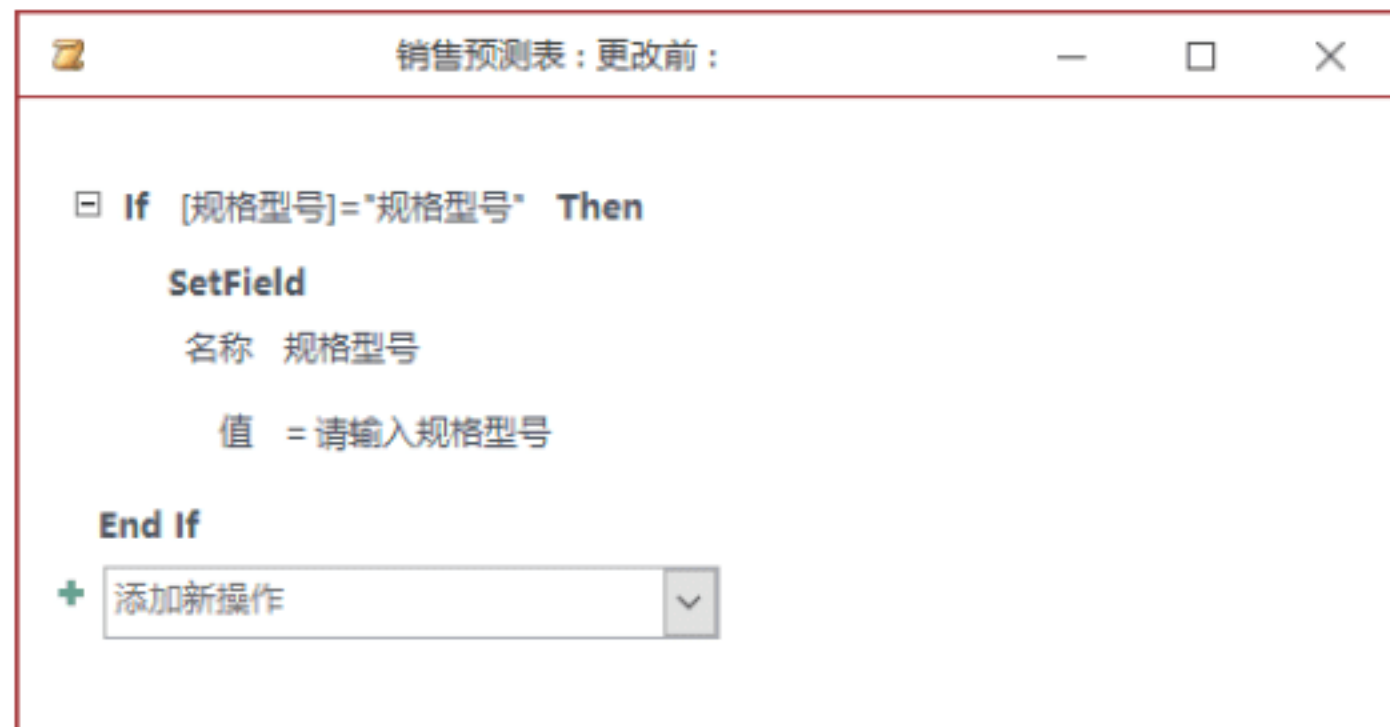 销售预测表：更改前：
If [规格型号]="规格型号" Then
SetField
名称 规格型号
值 = 请输入规格型号
End If
添加新操作